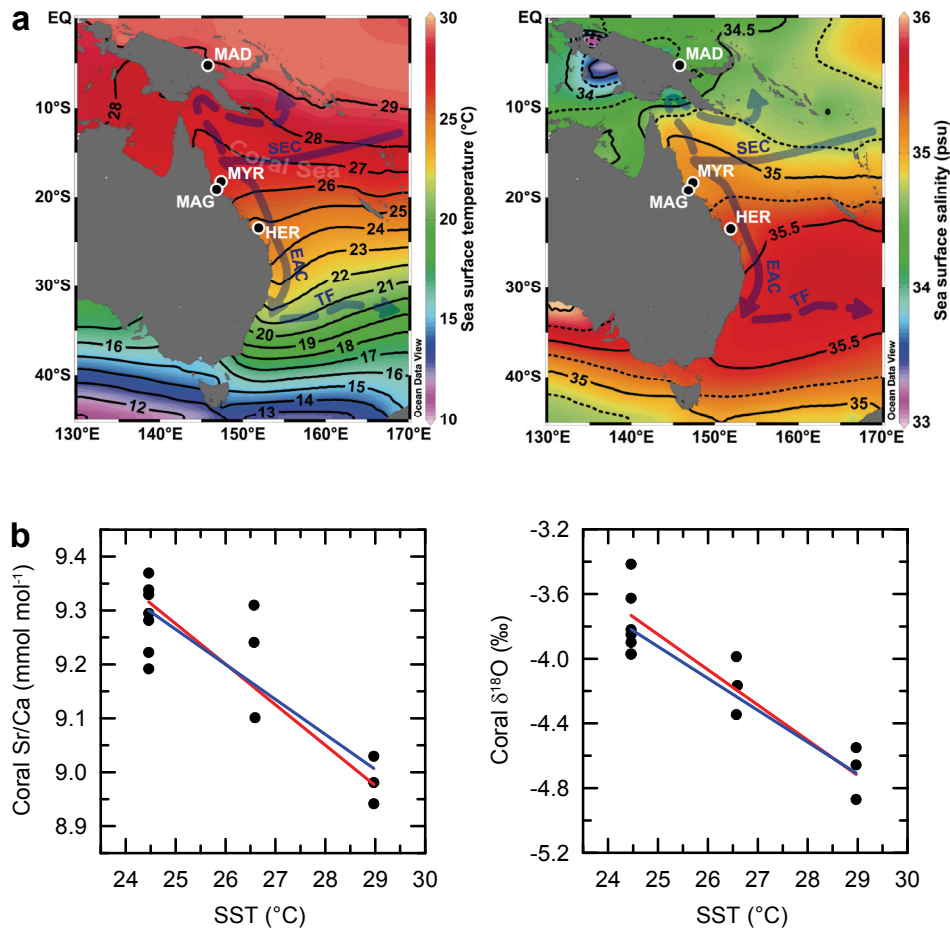 a
EQ
10°S
20°S
30°S
40°S
130°E
140°E
150°E
160°E
170°E
MAD
MYR
MAG
HER
SEC
Coral Sea
EAC
TF
28
29
28
27
26
25
24
23
22
21
20
19
18
17
16
16
15
14
13
12
Ocean Data View
30
25
20
15
10
Sea surface temperature (°C)
EQ
10°S
20°S
30°S
40°S
130°E
140°E
150°E
160°E
170°E
MAD
MYR
MAG
HER
SEC
EAC
TF
34.5
34
35
35.5
35.5
35
35
Ocean Data View
36
35
34
33
Sea surface salinity (psu)
b
9.4
9.3
9.2
9.1
9.0
8.9
Coral Sr/Ca (mmol mol⁻¹)
24 25 26 27 28 29 30
SST (°C)
-3.2
-3.6
-4.0
-4.4
-4.8
-5.2
Coral δ¹⁸O (‰)
24 25 26 27 28 29 30
SST (°C)